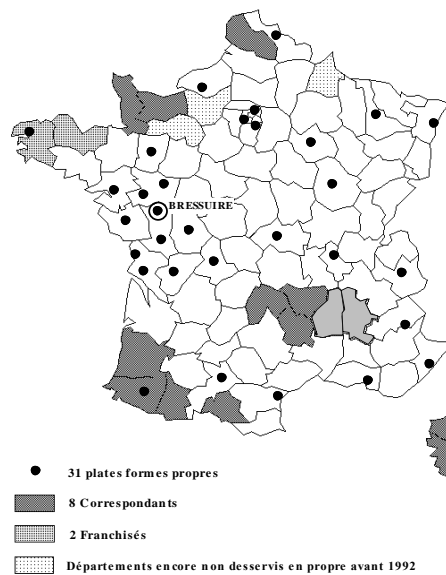 BRESSUIRE
31 plates formes propres
8 Correspondants
2 Franchisés
Départements encore non desservis en propre avant 1992